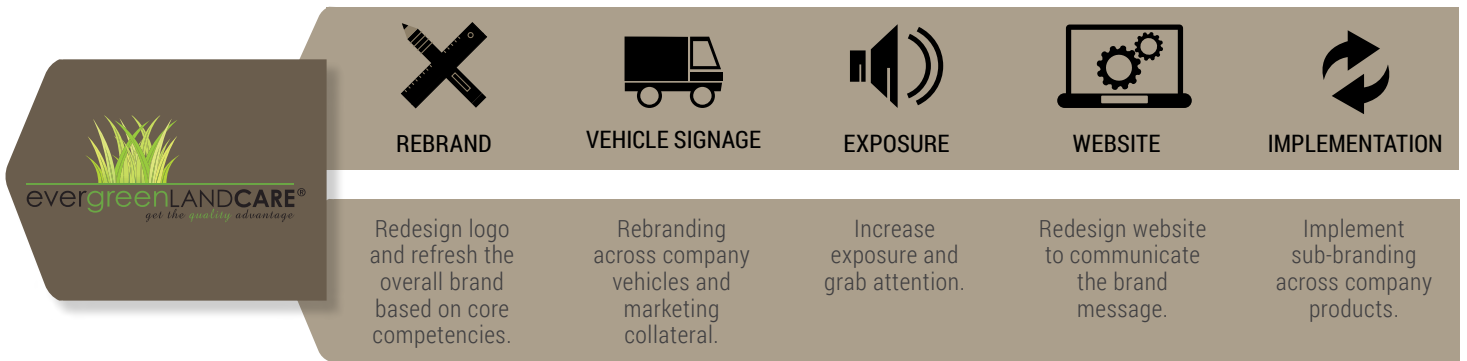 evergreenLANDCARE®
get the quality advantage
REBRAND
VEHICLE SIGNAGE
EXPOSURE
WEBSITE
IMPLEMENTATION
Redesign logo
and refresh the
overall brand
based on core
competencies.
Rebranding
across company
vehicles and
marketing
collateral.
Increase
exposure and
grab attention.
Redesign website
to communicate
the brand
message.
Implement
sub-branding
across company
products.